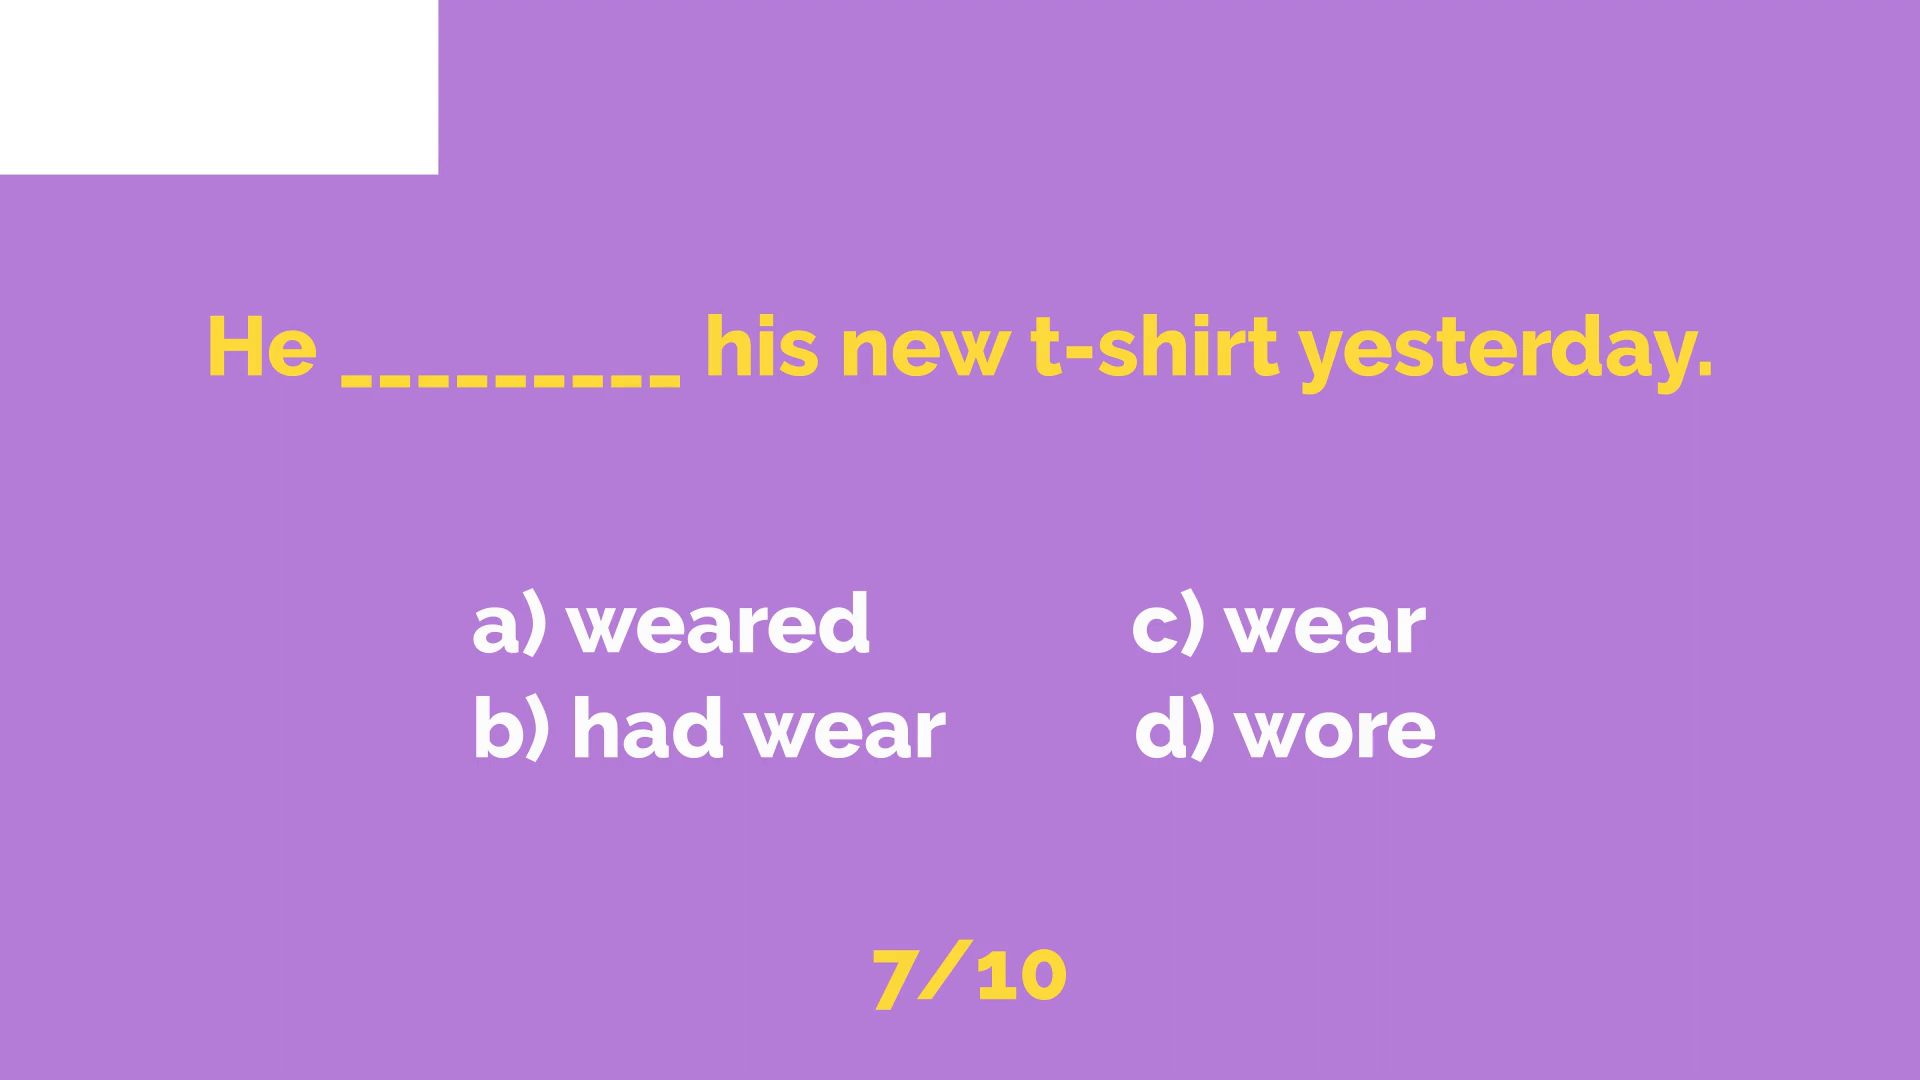 He _________ his new t-shirt yesterday.
a) weared
b) had wear
c) wear
d) wore
7/10